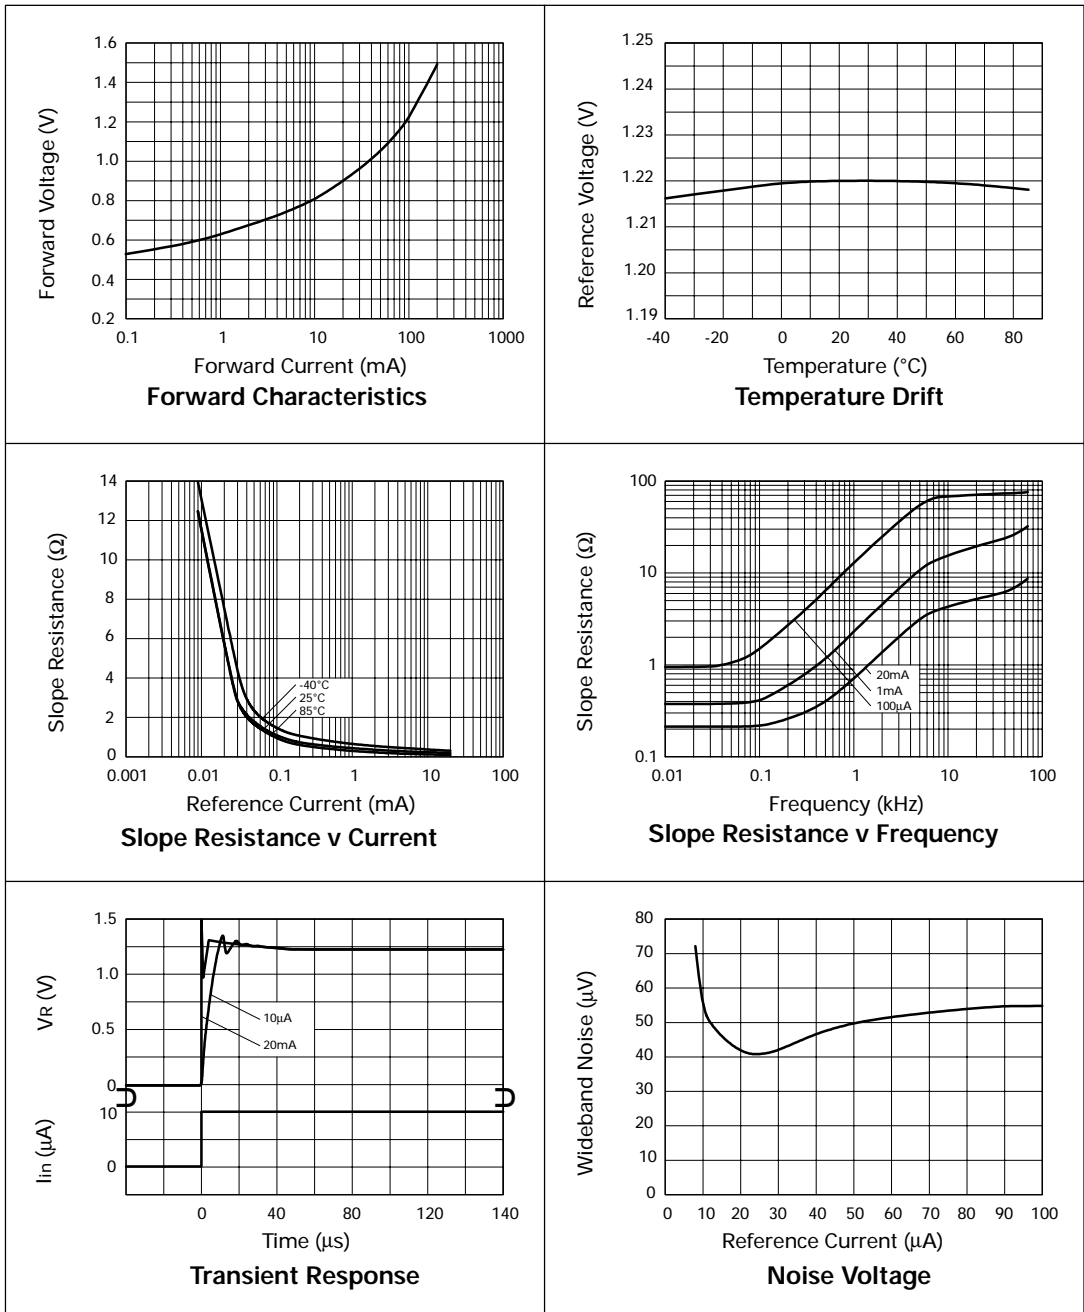 Forward Voltage (V)
1.6
1.4
1.2
1.0
0.8
0.6
0.4
0.2
0.1 1 10 100 1000
Forward Current (mA)
Forward Characteristics
Reference Voltage (V)
1.25
1.24
1.23
1.22
1.21
1.20
1.19
-40 -20 0 20 40 60 80
Temperature (°C)
Temperature Drift
Slope Resistance (Ω)
14
12
10
8
6
4
2
0
-40°C
25°C
85°C
0.001 0.01 0.1 1 10 100
Reference Current (mA)
Slope Resistance v Current
Slope Resistance (Ω)
100
10
1
0.1
20mA
1mA
100µA
0.01 0.1 1 10 100
Frequency (kHz)
Slope Resistance v Frequency
VR (V)
1.5
1.0
0.5
0
10µA
20mA
Iin (µA)
10
0
0 40 80 120 140
Time (µs)
Transient Response
Wideband Noise (µV)
80
70
60
50
40
30
20
10
0
0 10 20 30 40 50 60 70 80 90 100
Reference Current (µA)
Noise Voltage